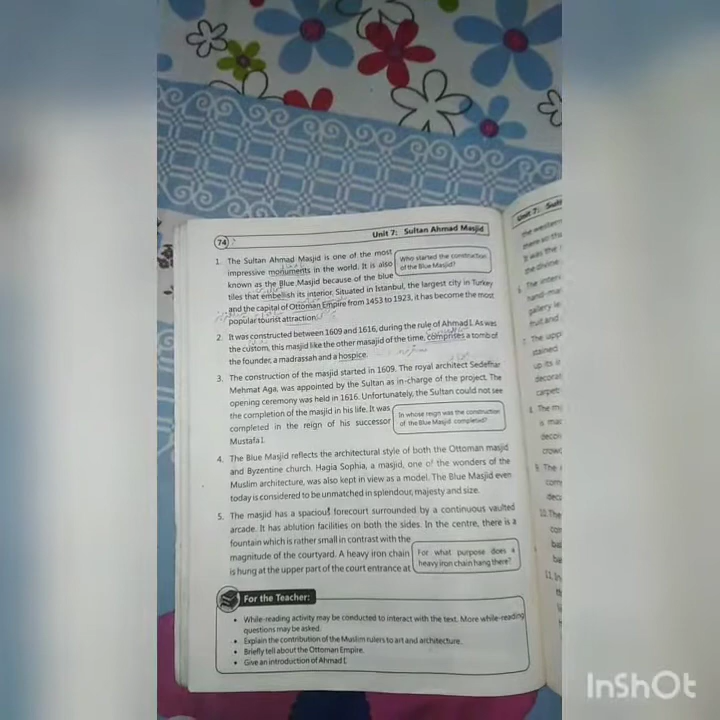 74
Unit 7: Sultan Ahmad Masjid
1. The Sultan Ahmad Masjid is one of the most
impressive monuments in the world. It is also
known as the Blue Masjid because of the blue
tiles that embellish its interior. Situated in Istanbul, the largest city in Turkey
and the capital of Ottoman Empire from 1453 to 1923, it has become the most
popular tourist attraction.
Who started the construction
of the Blue Masjid?
2. It was constructed between 1609 and 1616, during the rule of Ahmad I. As was
the custom, this masjid like the other masajid of the time, comprises a tomb of
the founder, a madrassah and a hospice.
3. The construction of the masjid started in 1609. The royal architect Sedefhar
Mehmat Aga, was appointed by the Sultan as in-charge of the project. The
opening ceremony was held in 1616. Unfortunately, the Sultan could not see
the completion of the masjid in his life. It was
completed in the reign of his successor
Mustafa I.
In whose reign was the construction
of the Blue Masjid completed?
4. The Blue Masjid reflects the architectural style of both the Ottoman masjid
and Byzentine church. Hagia Sophia, a masjid, one of the wonders of the
Muslim architecture, was also kept in view as a model. The Blue Masjid even
today is considered to be unmatched in splendour, majesty and size.
5. The masjid has a spacious forecourt surrounded by a continuous vaulted
arcade. It has ablution facilities on both the sides. In the centre, there is a
fountain which is rather small in contrast with the
magnitude of the courtyard. A heavy iron chain
is hung at the upper part of the court entrance at
For what purpose does a
heavy iron chain hang there?
For the Teacher:
• While-reading activity may be conducted to interact with the text. More while-reading
questions may be asked.
• Explain the contribution of the Muslim rulers to art and architecture.
• Briefly tell about the Ottoman Empire.
• Give an introduction of Ahmad I.
Unit 7:
the western
the divine
gallery
stained
carpet
8. The
9. The
10. The
11. In
InShOt